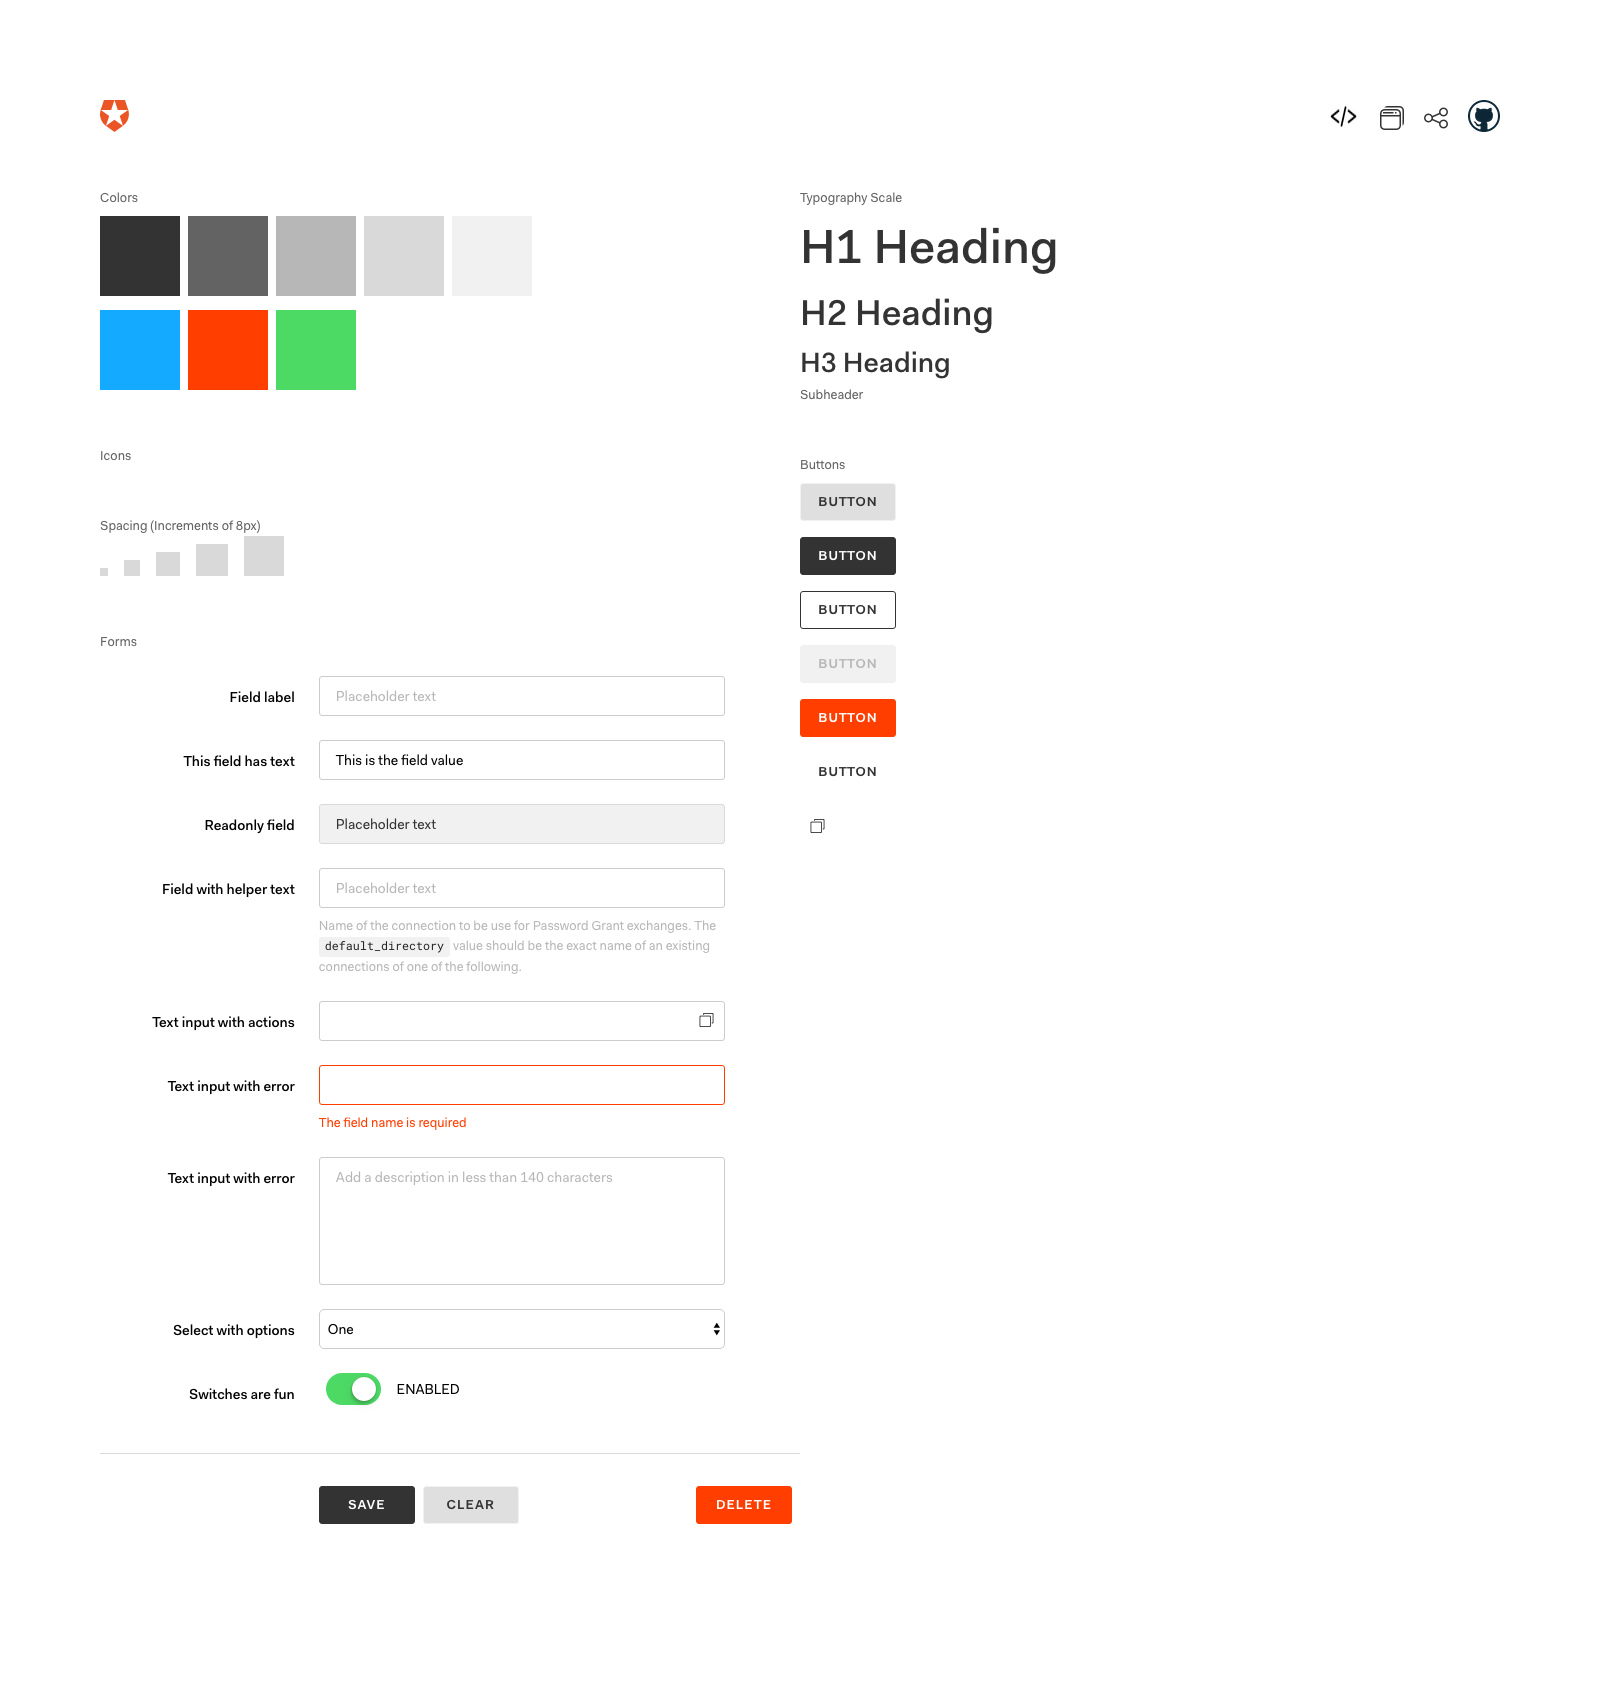 Colors
Icons
Spacing (Increments of 8px)
Forms
Field label
Placeholder text
This field has text
This is the field value
Readonly field
Placeholder text
Field with helper text
Placeholder text
Name of the connection to be use for Password Grant exchanges. The
default_directory value should be the exact name of an existing
connections of one of the following.
Text input with actions
Text input with error
The field name is required
Text input with error
Add a description in less than 140 characters
Select with options
One
Switches are fun
ENABLED
SAVE
CLEAR
DELETE
Typography Scale
H1 Heading
H2 Heading
H3 Heading
Subheader
Buttons
BUTTON
BUTTON
BUTTON
BUTTON
BUTTON
BUTTON